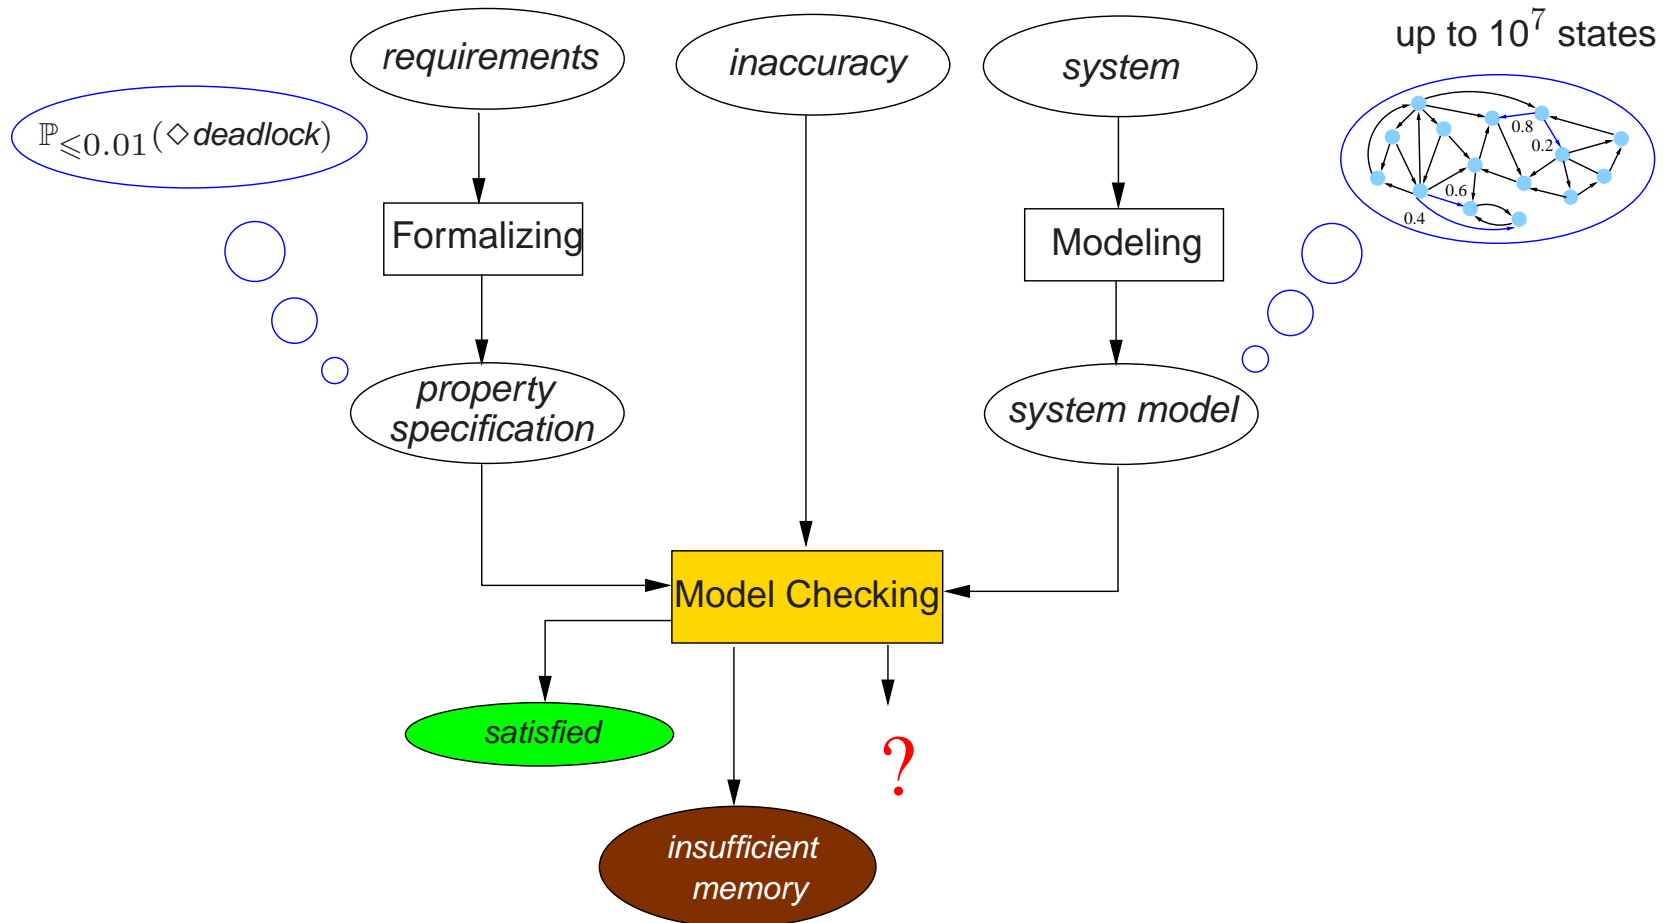 requirements
inaccuracy
system
up to 10^7 states
ℙ⩽0.01(◇deadlock)
0.8
0.2
0.6
0.4
Formalizing
Modeling
property
specification
system model
Model Checking
satisfied
?
insufficient
memory